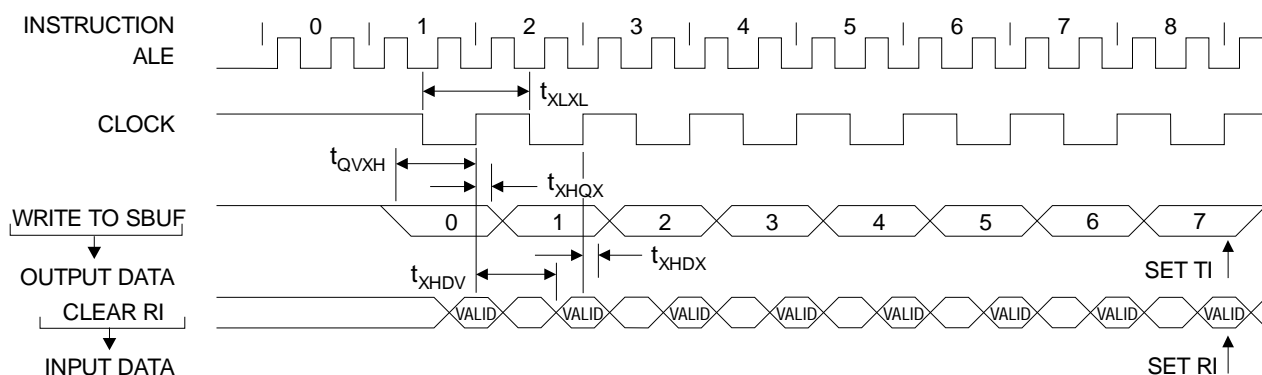 INSTRUCTION 0 1 2 3 4 5 6 7 8
ALE
tXLXL
CLOCK
tQVXH
tXHQX
WRITE TO SBUF 0 1 2 3 4 5 6 7
tXHDV tXHDX
OUTPUT DATA SET TI
CLEAR RI VALID VALID VALID VALID VALID VALID VALID VALID
INPUT DATA SET RI